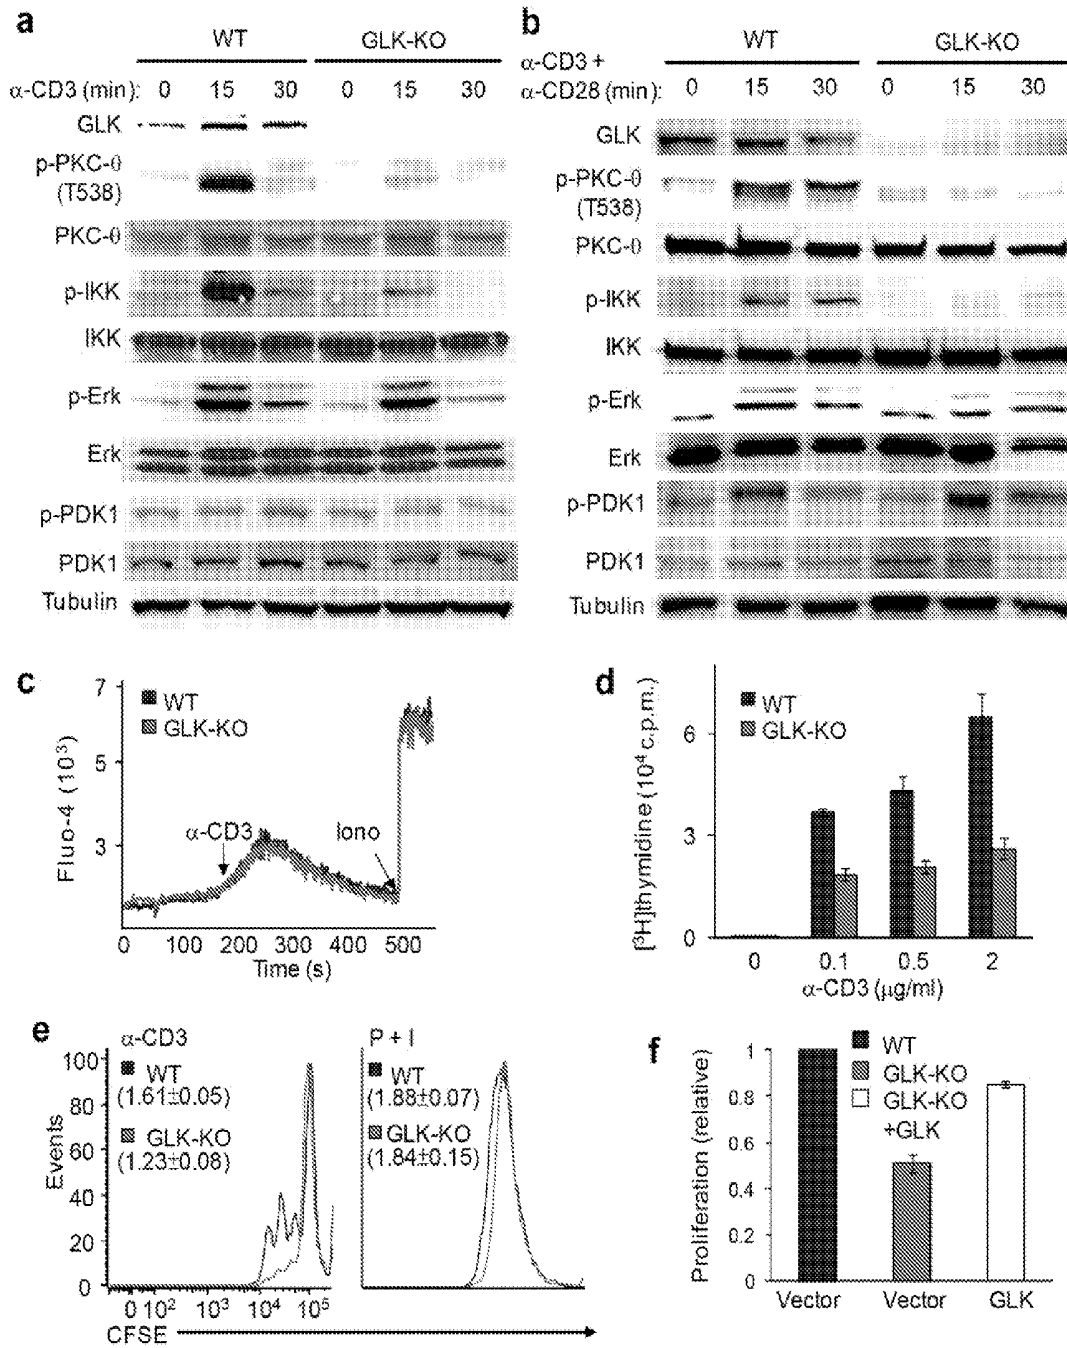 a
WT GLK-KO
α-CD3 (min): 0 15 30 0 15 30
GLK
p-PKC-θ
(T538)
PKC-θ
p-IKK
IKK
p-Erk
Erk
p-PDK1
PDK1
Tubulin
b
WT GLK-KO
α-CD3 +
α-CD28 (min): 0 15 30 0 15 30
GLK
p-PKC-θ
(T538)
PKC-θ
p-IKK
IKK
p-Erk
Erk
p-PDK1
PDK1
Tubulin
c
7
5
3
Fluo-4 (10³)
WT
GLK-KO
α-CD3
Iono
0 100 200 300 400 500
Time (s)
d
[³H]thymidine (10⁴ c.p.m.)
6
3
0
WT
GLK-KO
0 0.1 0.5 2
α-CD3 (μg/ml)
e
α-CD3
WT
(1.61±0.05)
GLK-KO
(1.23±0.08)
P + I
WT
(1.88±0.07)
GLK-KO
(1.84±0.15)
Events
100
80
60
40
20
0
0 10² 10³ 10⁴ 10⁵
CFSE
f
Proliferation (relative)
1
0.8
0.6
0.4
0.2
0
WT
GLK-KO
GLK-KO
+GLK
Vector Vector GLK